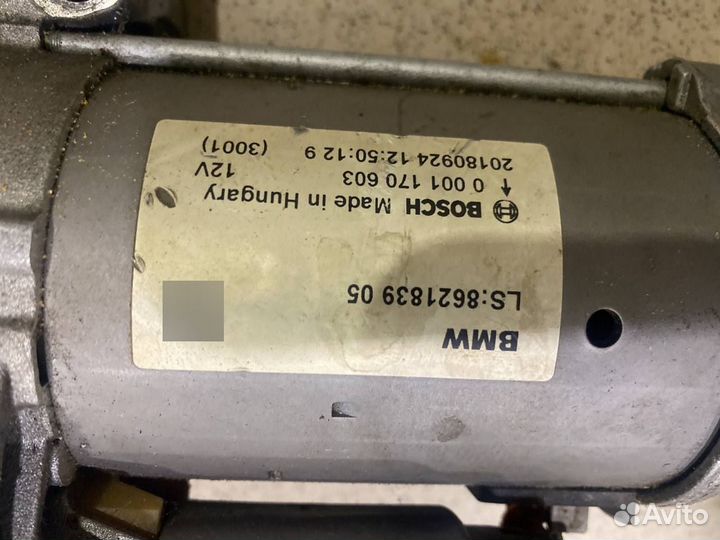 BMW
LS:8621839 05
BOSCH Made in Hungary
0 001 170 603 12V
20180924 12:50:12 9 (3001)
Avito